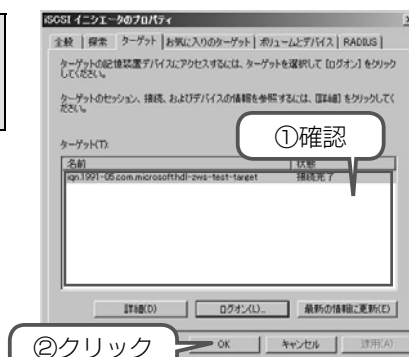 iSCSI イニシエータのプロパティ
全般 探索 ターゲット お気に入りのターゲット ボリュームとデバイス RADIUS
ターゲットの記憶装置デバイスにアクセスするには、ターゲットを選択して [ログオン] をクリック
してください。
ターゲットのセッション、接続、およびデバイスの情報を参照するには、[詳細] をクリックしてく
ださい。
ターゲット(T):
①確認
名前 状態
iqn.1991-05.com.microsoft:hdl-zws-test-target 接続完了
詳細(D) ログオン(L)... 最新の情報に更新(E)
②クリック
OK キャンセル 適用(A)